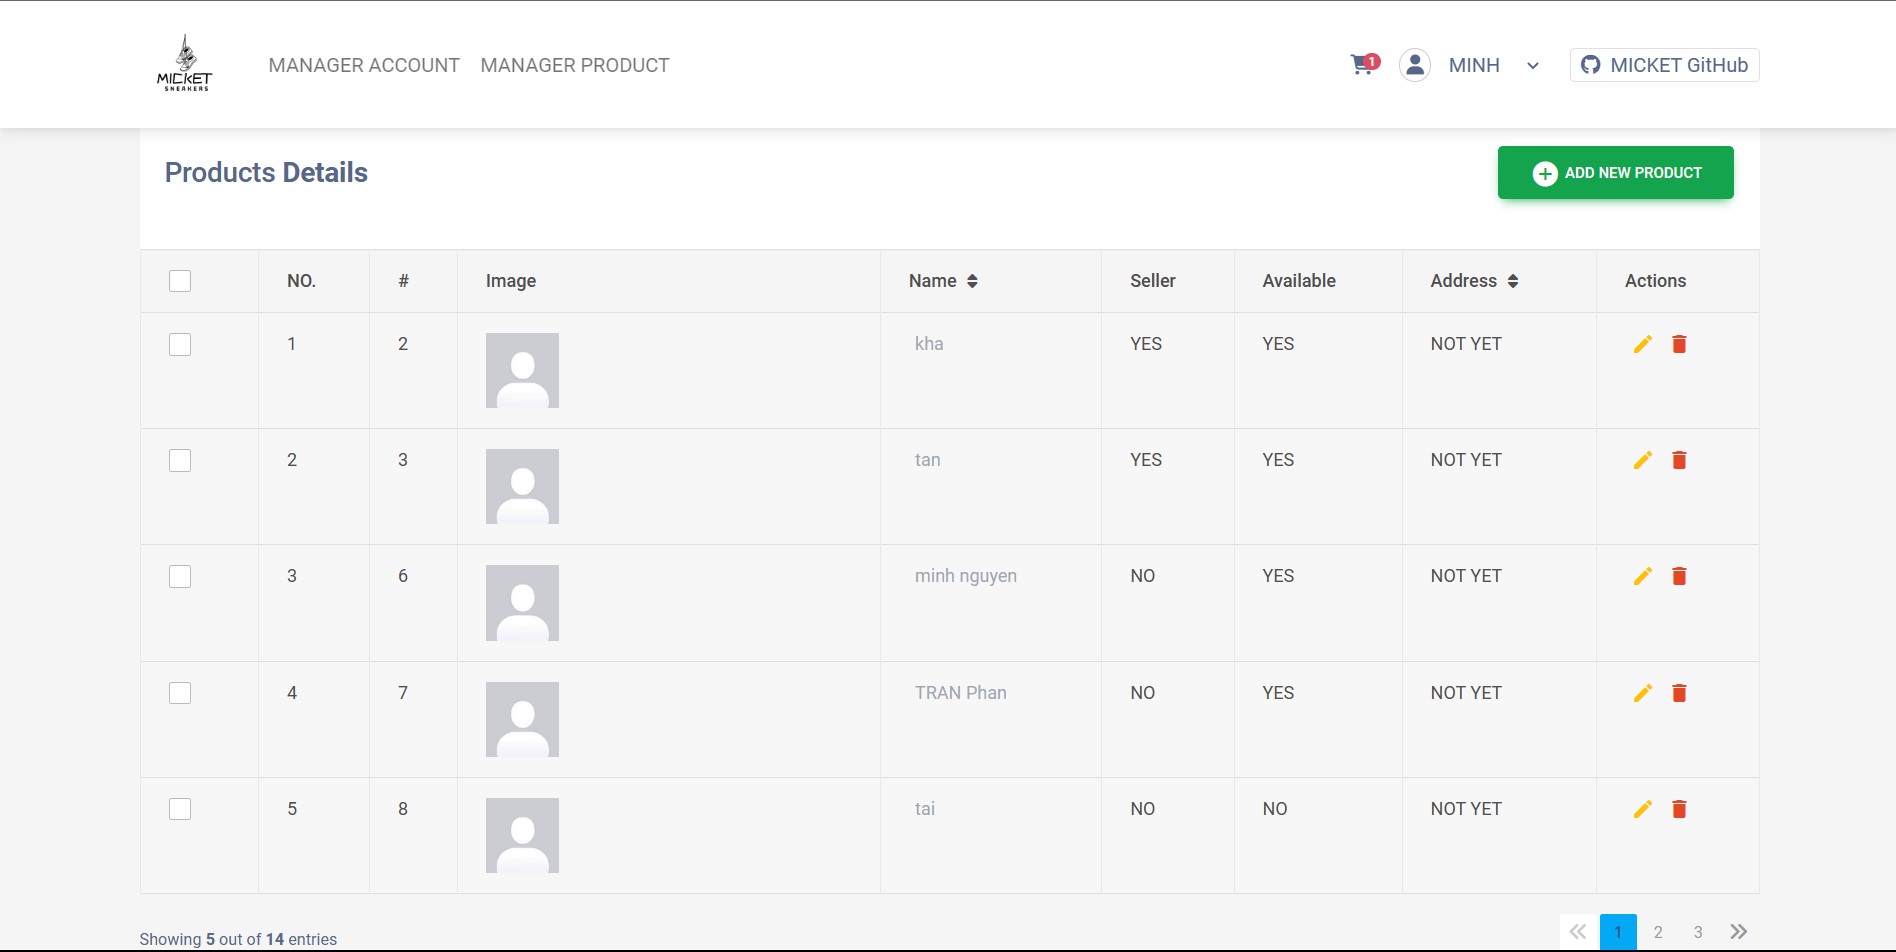 MICKET
SNEAKERS
MANAGER ACCOUNT MANAGER PRODUCT
1
MINH
MICKET GitHub
Products Details
ADD NEW PRODUCT
NO. # Image Name Seller Available Address Actions
1 2 kha YES YES NOT YET
2 3 tan YES YES NOT YET
3 6 minh nguyen NO YES NOT YET
4 7 TRAN Phan NO YES NOT YET
5 8 tai NO NO NOT YET
Showing 5 out of 14 entries
« 1 2 3 »